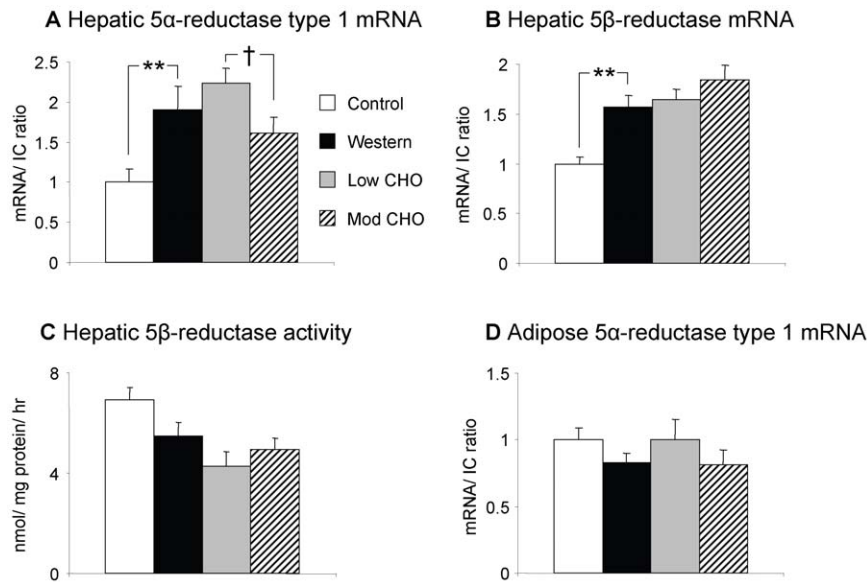 A Hepatic 5α-reductase type 1 mRNA
mRNA/ IC ratio
2.5
2
1.5
1
0.5
0
**
†
Control
Western
Low CHO
Mod CHO
B Hepatic 5β-reductase mRNA
mRNA/ IC ratio
2
1.5
1
0.5
0
**
C Hepatic 5β-reductase activity
nmol/ mg protein/ hr
8
4
0
D Adipose 5α-reductase type 1 mRNA
mRNA/ IC ratio
1.5
1
0.5
0